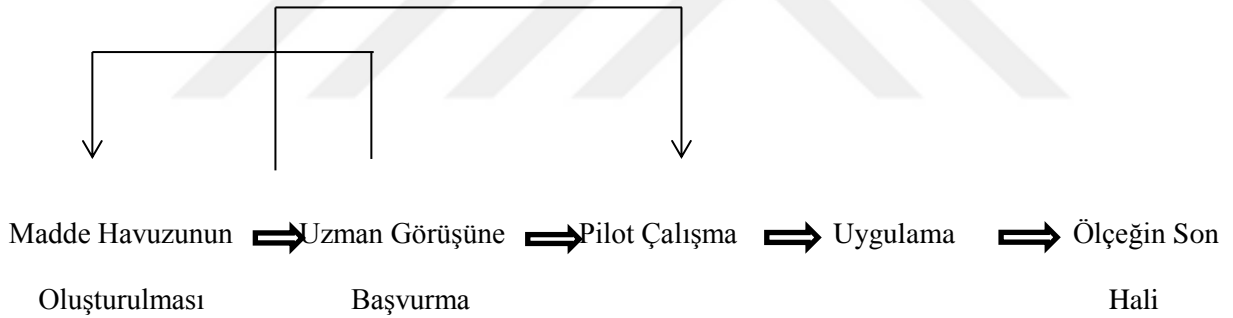 Madde Havuzunun Uzman Görüşüne Pilot Çalışma Uygulama Ölçeğin Son
Oluşturulması Başvurma Hali